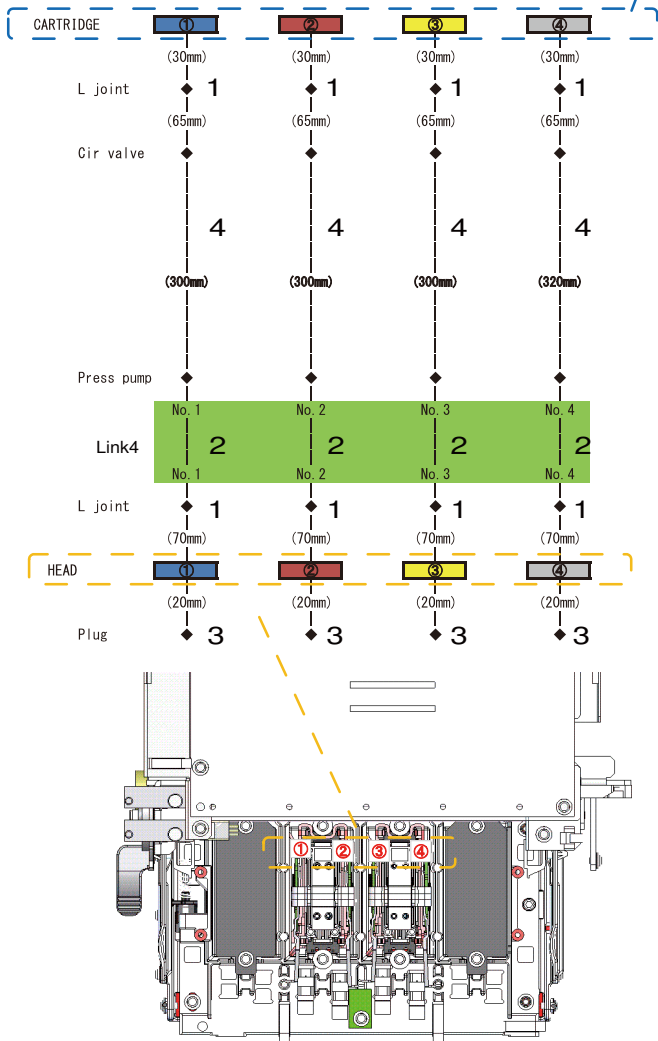 CARTRIDGE ① ② ③ ④
(30mm) (30mm) (30mm) (30mm)
L joint 1 1 1 1
(65mm) (65mm) (65mm) (65mm)
Cir valve
4 4 4 4
(300mm) (300mm) (300mm) (320mm)
Press pump
No. 1 No. 2 No. 3 No. 4
Link4 2 2 2 2
No. 1 No. 2 No. 3 No. 4
L joint 1 1 1 1
(70mm) (70mm) (70mm) (70mm)
HEAD ① ② ③ ④
(20mm) (20mm) (20mm) (20mm)
Plug 3 3 3 3
① ② ③ ④